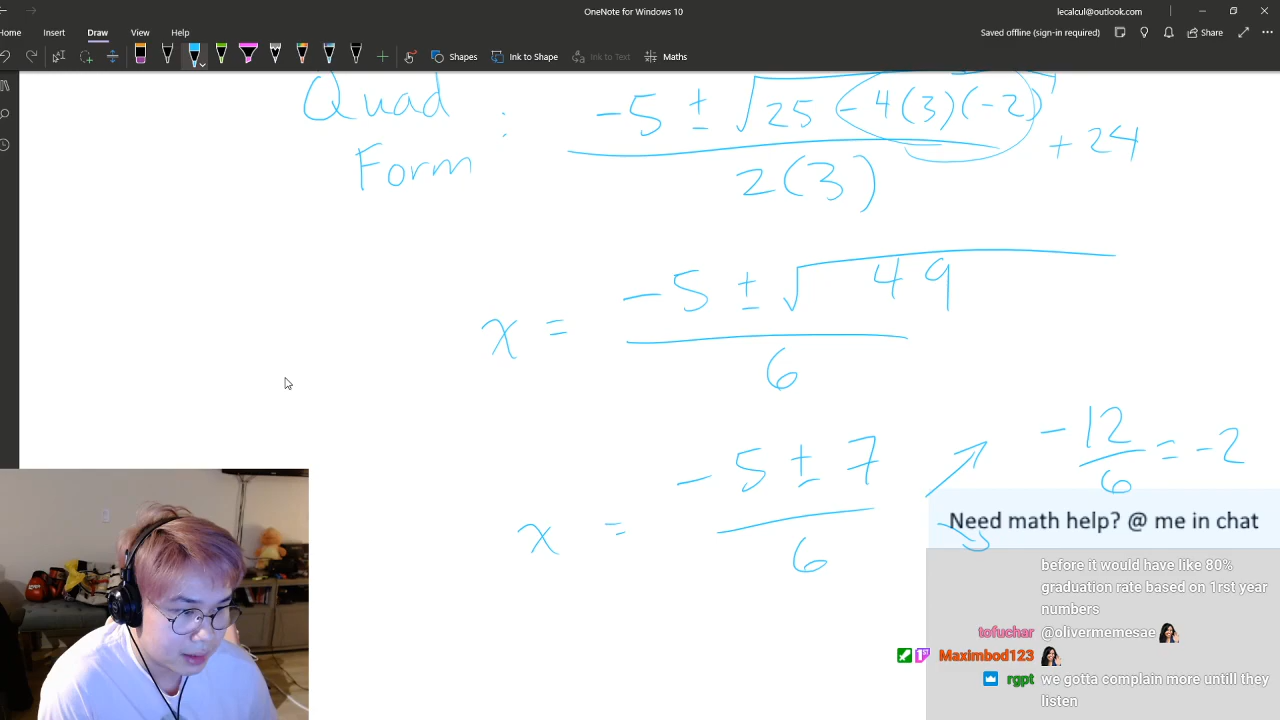 OneNote for Windows 10
lecalcul@outlook.com
Home Insert Draw View Help
Saved offline (sign-in required) Share
Shapes Ink to Shape Ink to Text Maths
Quad
Form :
-5 ± √25 -4(3)(-2)
2(3)
+24
x = -5 ± √49
6
x = -5 ± 7
6
-12
6
= -2
Need math help? @ me in chat
before it would have like 80%
graduation rate based on 1rst year
numbers
tofuchar @olivermemesae
Maximbod123
rgpt we gotta complain more untill they
listen